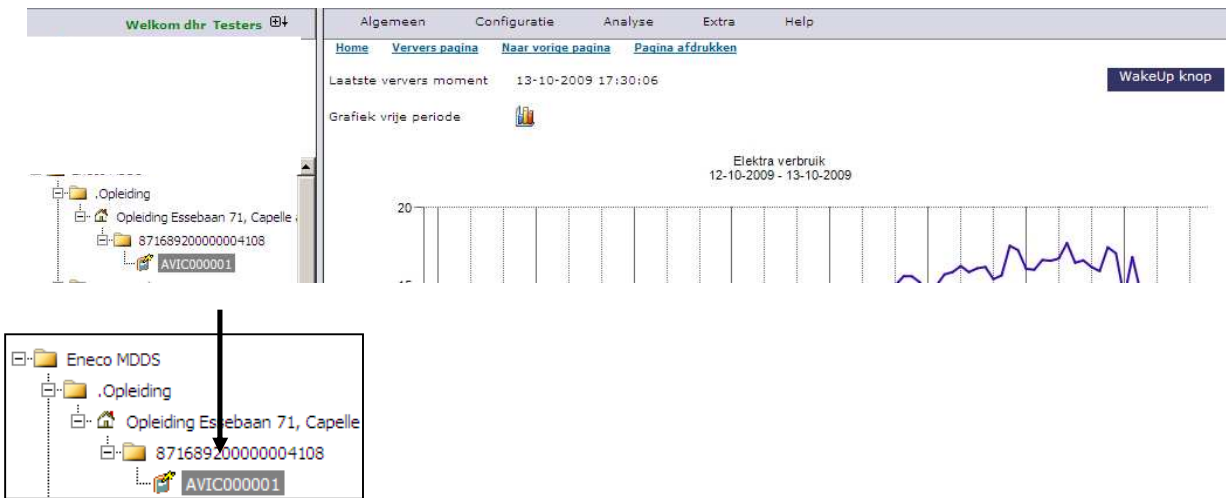 Welkom dhr Testers
Algemeen Configuratie Analyse Extra Help
Home Ververs pagina Naar vorige pagina Pagina afdrukken
Laatste ververs moment 13-10-2009 17:30:06
WakeUp knop
Grafiek vrije periode
Elektra verbruik
12-10-2009 - 13-10-2009
20
.Opleiding
Opleiding Essebaan 71, Capelle
871689200000004108
AVIC000001
Eneco MDDS
.Opleiding
Opleiding Essebaan 71, Capelle
871689200000004108
AVIC000001